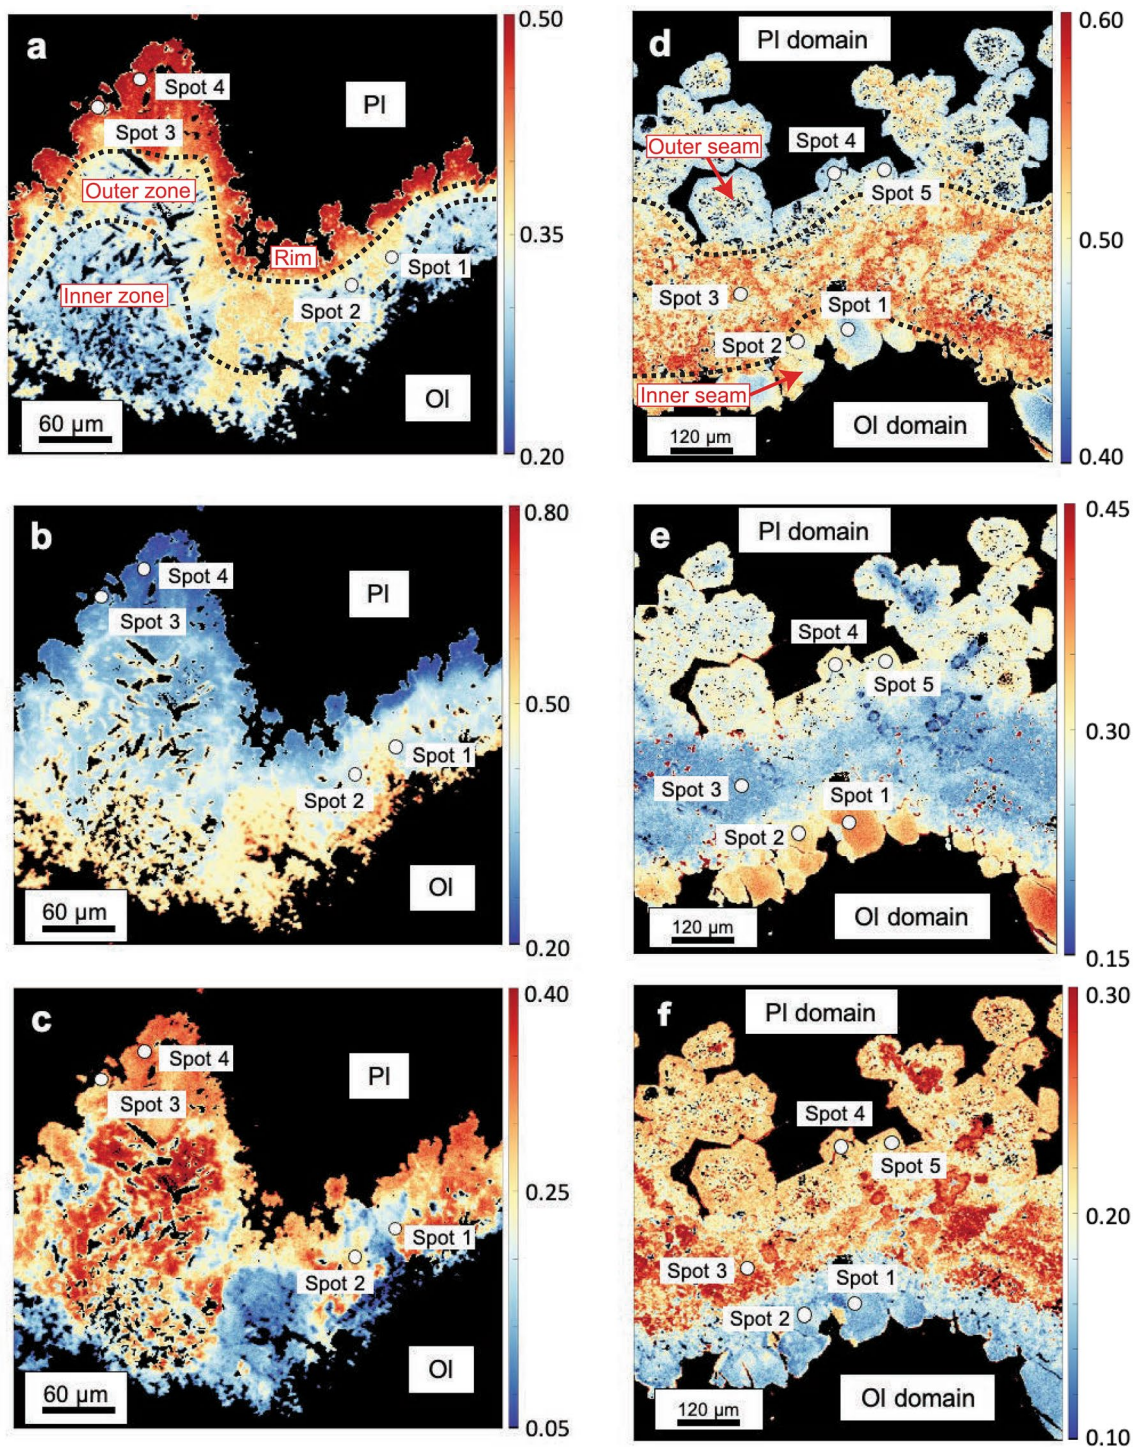 a
Spot 4
Spot 3
Pl
Outer zone
Rim
Spot 1
Inner zone
Spot 2
Ol
60 µm
0.50
0.35
0.20
d
Pl domain
Outer seam
Spot 4
Spot 5
Spot 3
Spot 1
Spot 2
Inner seam
Ol domain
120 µm
0.60
0.50
0.40
b
Spot 4
Spot 3
Pl
Spot 1
Spot 2
Ol
60 µm
0.80
0.50
0.20
e
Pl domain
Spot 4
Spot 5
Spot 3
Spot 1
Spot 2
Ol domain
120 µm
0.45
0.30
0.15
c
Spot 4
Spot 3
Pl
Spot 1
Spot 2
Ol
60 µm
0.40
0.25
0.05
f
Pl domain
Spot 4
Spot 5
Spot 3
Spot 1
Spot 2
Ol domain
120 µm
0.30
0.20
0.10